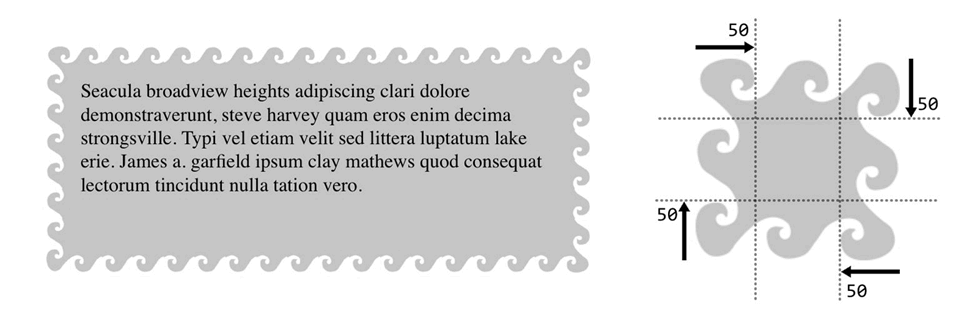 Seacula broadview heights adipiscing clari dolore
demonstraverunt, steve harvey quam eros enim decima
strongsville. Typi vel etiam velit sed littera luptatum lake
erie. James a. garfield ipsum clay mathews quod consequat
lectorum tincidunt nulla tation vero.
50
50
50
50